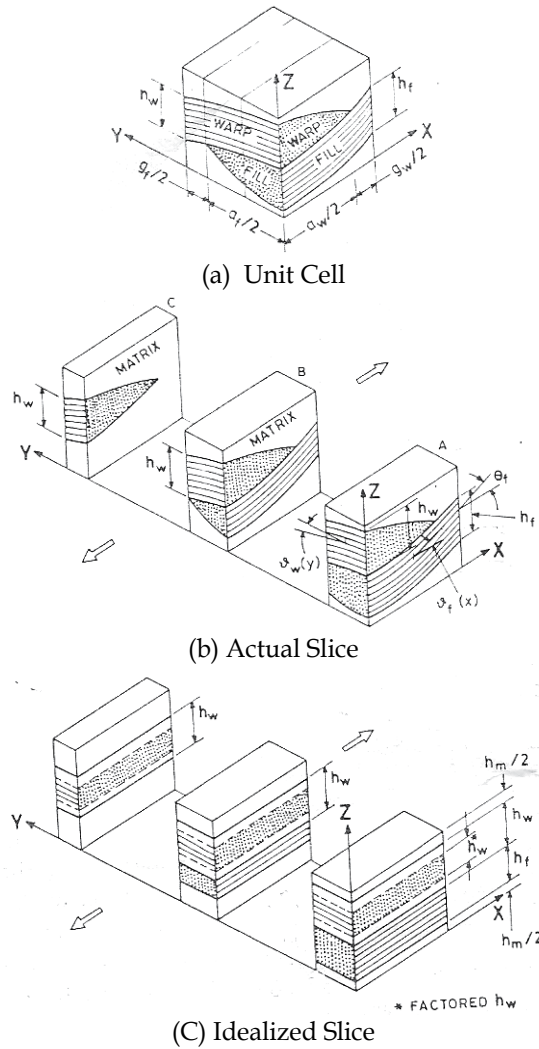 Z
h_w
h_f
Y
WARP
WARP
X
FILL
FILL
g_f/2
a_f/2
a_w/2
g_w/2
(a) Unit Cell
C
MATRIX
h_w
B
MATRIX
Y
h_w
A
Z
h_w
θ_f
h_f
X
ϑ_w(y)
ϑ_f(x)
(b) Actual Slice
h_w
h_m/2
h_w
Z
h_w
Y
h_w
h_f
X
h_m/2
* FACTORED h_w
(C) Idealized Slice